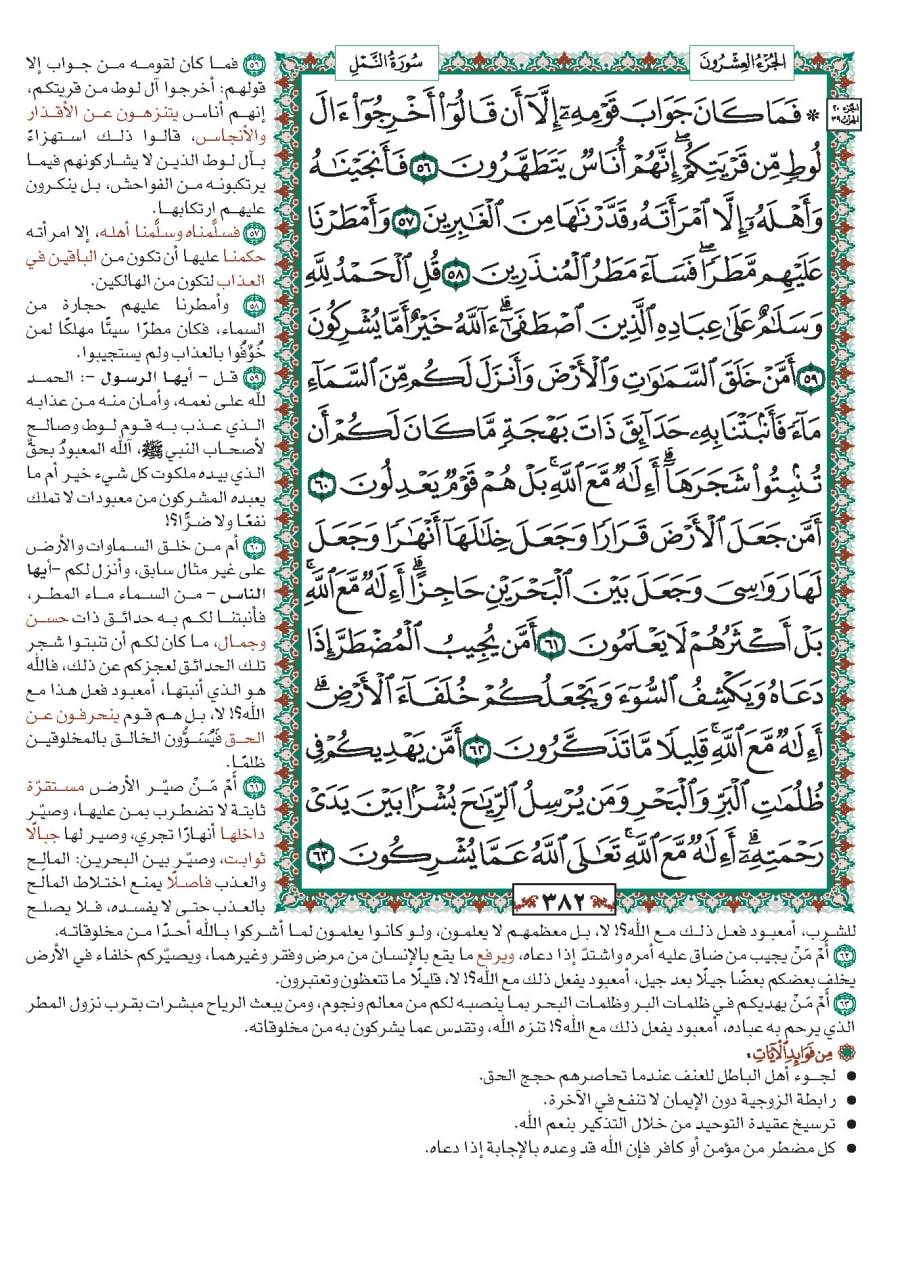 الجُزْءُ العِشْرُونَ
سُورَةُ النَّمْلِ
الجزء ٢٠
الحزب ٣٩
* فَمَا كَانَ جَوَابَ قَوْمِهِۦٓ إِلَّآ أَن قَالُوٓا۟ أَخْرِجُوٓا۟ ءَالَ
لُوطٍ مِّن قَرْيَتِكُمْ ۖ إِنَّهُمْ أُنَاسٌ يَتَطَهَّرُونَ ٥٦ فَأَنجَيْنَٰهُ
وَأَهْلَهُۥٓ إِلَّا ٱمْرَأَتَهُۥ قَدَّرْنَٰهَا مِنَ ٱلْغَٰبِرِينَ ٥٧ وَأَمْطَرْنَا
عَلَيْهِم مَّطَرًا ۖ فَسَآءَ مَطَرُ ٱلْمُنذَرِينَ ٥٨ قُلِ ٱلْحَمْدُ لِلَّهِ
وَسَلَٰمٌ عَلَىٰ عِبَادِهِ ٱلَّذِينَ ٱصْطَفَىٰٓ ۗ ءَآللَّهُ خَيْرٌ أَمَّا يُشْرِكُونَ
٥٩ أَمَّنْ خَلَقَ ٱلسَّمَٰوَٰتِ وَٱلْأَرْضَ وَأَنزَلَ لَكُم مِّنَ ٱلسَّمَآءِ
مَآءً فَأَنۢبَتْنَا بِهِۦ حَدَآئِقَ ذَاتَ بَهْجَةٍ مَّا كَانَ لَكُمْ أَن
تُنۢبِتُوا۟ شَجَرَهَآ ۗ أَءِلَٰهٌ مَّعَ ٱللَّهِ ۚ بَلْ هُمْ قَوْمٌ يَعْدِلُونَ ٦٠
أَمَّن جَعَلَ ٱلْأَرْضَ قَرَارًا وَجَعَلَ خِلَٰلَهَآ أَنْهَٰرًا وَجَعَلَ
لَهَا رَوَٰسِىَ وَجَعَلَ بَيْنَ ٱلْبَحْرَيْنِ حَاجِزًا ۗ أَءِلَٰهٌ مَّعَ ٱللَّهِ ۚ
بَلْ أَكْثَرُهُمْ لَا يَعْلَمُونَ ٦١ أَمَّن يُجِيبُ ٱلْمُضْطَرَّ إِذَا
دَعَاهُ وَيَكْشِفُ ٱلسُّوٓءَ وَيَجْعَلُكُمْ خُلَفَآءَ ٱلْأَرْضِ ۗ
أَءِلَٰهٌ مَّعَ ٱللَّهِ ۚ قَلِيلًا مَّا تَذَكَّرُونَ ٦٢ أَمَّن يَهْدِيكُمْ فِى
ظُلُمَٰتِ ٱلْبَرِّ وَٱلْبَحْرِ وَمَن يُرْسِلُ ٱلرِّيَٰحَ بُشْرًۢا بَيْنَ يَدَىْ
رَحْمَتِهِۦٓ ۗ أَءِلَٰهٌ مَّعَ ٱللَّهِ ۚ تَعَٰلَى ٱللَّهُ عَمَّا يُشْرِكُونَ ٦٣
٣٨٢
٥٦ فمـا كان لقومه من جـواب إلا
قولهم: أخرجوا آل لوط من قريتكم،
إنهم أناس يتنزهون عن الأقذار
والأنجاس، قالوا ذلك استهزاءً
بآل لوط الذين لا يشاركونهم فيما
يرتكبونه من الفواحش، بل ينكرون
عليهم ارتكابها.
٥٧ فسلَّمناه وسلَّمنا أهله، إلا امرأته
حكمنا عليها أن تكون من الباقين في
العذاب لتكون من الهالكين.
٥٨ وأمطرنا عليهم حجارة من
السماء، فكان مطرًا سيئًا مهلكًا لمن
خُوِّفُوا بالعذاب ولم يستجيبوا.
٥٩ قل - أيها الرسول -: الحمد
لله على نعمه، وأمان منه من عذابه
الذي عذب به قوم لوط وصالح
لأصحاب النبي ﷺ، آلله المعبودُ بحقٍّ
الذي بيده ملكوت كل شيء خير أم ما
يعبده المشركون من معبودات لا تملك
نفعًا ولا ضرًّا؟!
٦٠ أم من خلق السماوات والأرض
على غير مثال سابق، وأنزل لكم -أيها
الناس - من السماء ماء المطر،
فأنبتنا لكم به حدائق ذات حسن
وجمال، ما كان لكم أن تنبتوا شجر
تلك الحدائق لعجزكم عن ذلك، فالله
هو الذي أنبتها، أمعبود فعل هذا مع
الله؟! لا، بل هم قوم ينحرفون عن
الحق فَيُسَوُّون الخالق بالمخلوقين
ظلمًا.
٦١ أَمْ مَنْ صيّر الأرض مستقرّة
ثابتة لا تضطرب بمن عليها، وصيّر
داخلها أنهارًا تجري، وصير لها جبالًا
ثوابت، وصيّر بين البحرين: المالح
والعذب فاصلًا يمنع اختلاط المالح
بالعذب حتى لا يفسده، فلا يصلح
للشرب، أمعبود فعل ذلك مع الله؟! لا، بل معظمهم لا يعلمون، ولو كانوا يعلمون لما أشركوا بالله أحدًا من مخلوقاته.
٦٢ أَمْ مَنْ يجيب من ضاق عليه أمره واشتدّ إذا دعاه، ويرفع ما يقع بالإنسان من مرض وفقر وغيرهما، ويصيّركم خلفاء في الأرض
يخلف بعضكم بعضًا جيلًا بعد جيل، أمعبود يفعل ذلك مع الله؟! لا، قليلًا ما تتعظون وتعتبرون.
٦٣ أَمْ مَنْ يهديكم في ظلمات البر وظلمات البحر بما ينصبه لكم من معالم ونجوم، ومن يبعث الرياح مبشرات بقرب نزول المطر
الذي يرحم به عباده، أمعبود يفعل ذلك مع الله؟! تنزه الله، وتقدس عما يشركون به من مخلوقاته.
مِن فَوَائِدِ الآيَاتِ:
● لجـوء أهل الباطل للعنف عندما تحاصرهم حجج الحق.
● رابطة الزوجية دون الإيمان لا تنفع في الآخرة.
● ترسيخ عقيدة التوحيد من خلال التذكير بنعم الله.
● كل مضطر من مؤمن أو كافر فإن الله قد وعده بالإجابة إذا دعاه.